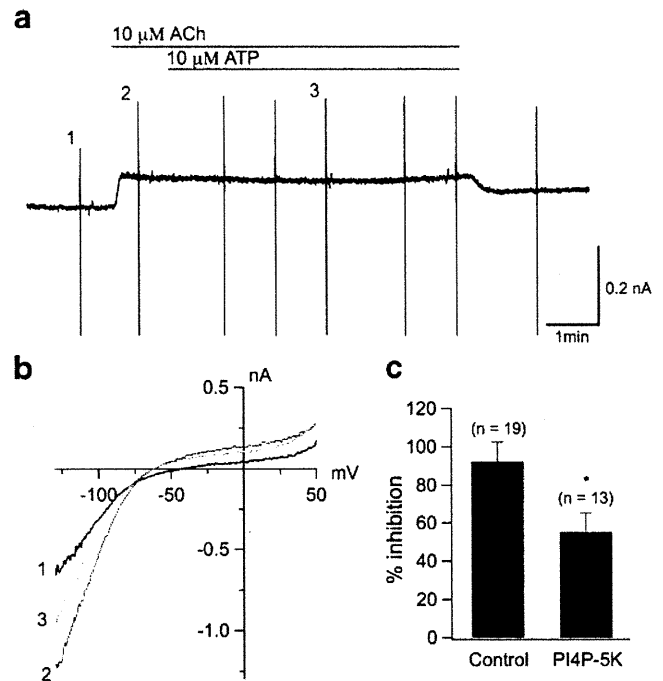 a
10 µM ACh
10 µM ATP
1
2
3
0.2 nA
1min
b
nA
0.5
-100
-50
mV
50
-0.5
-1.0
1
3
2
c
% inhibition
120
100
80
60
40
20
0
(n = 19)
•
(n = 13)
Control
PI4P-5K